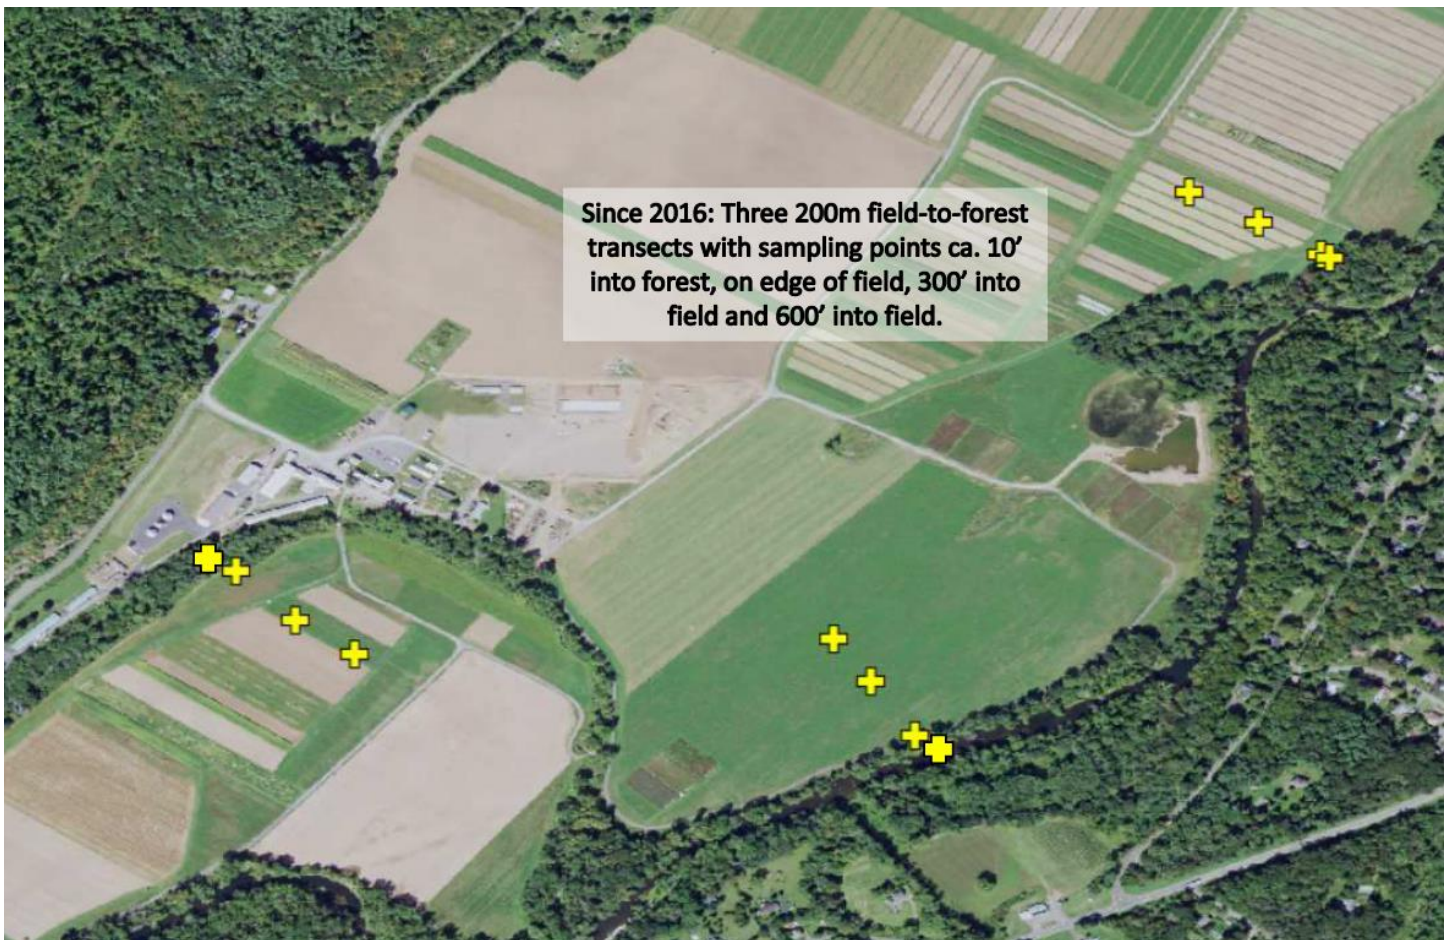 Since 2016: Three 200m field-to-forest
transects with sampling points ca. 10’
into forest, on edge of field, 300’ into
field and 600’ into field.